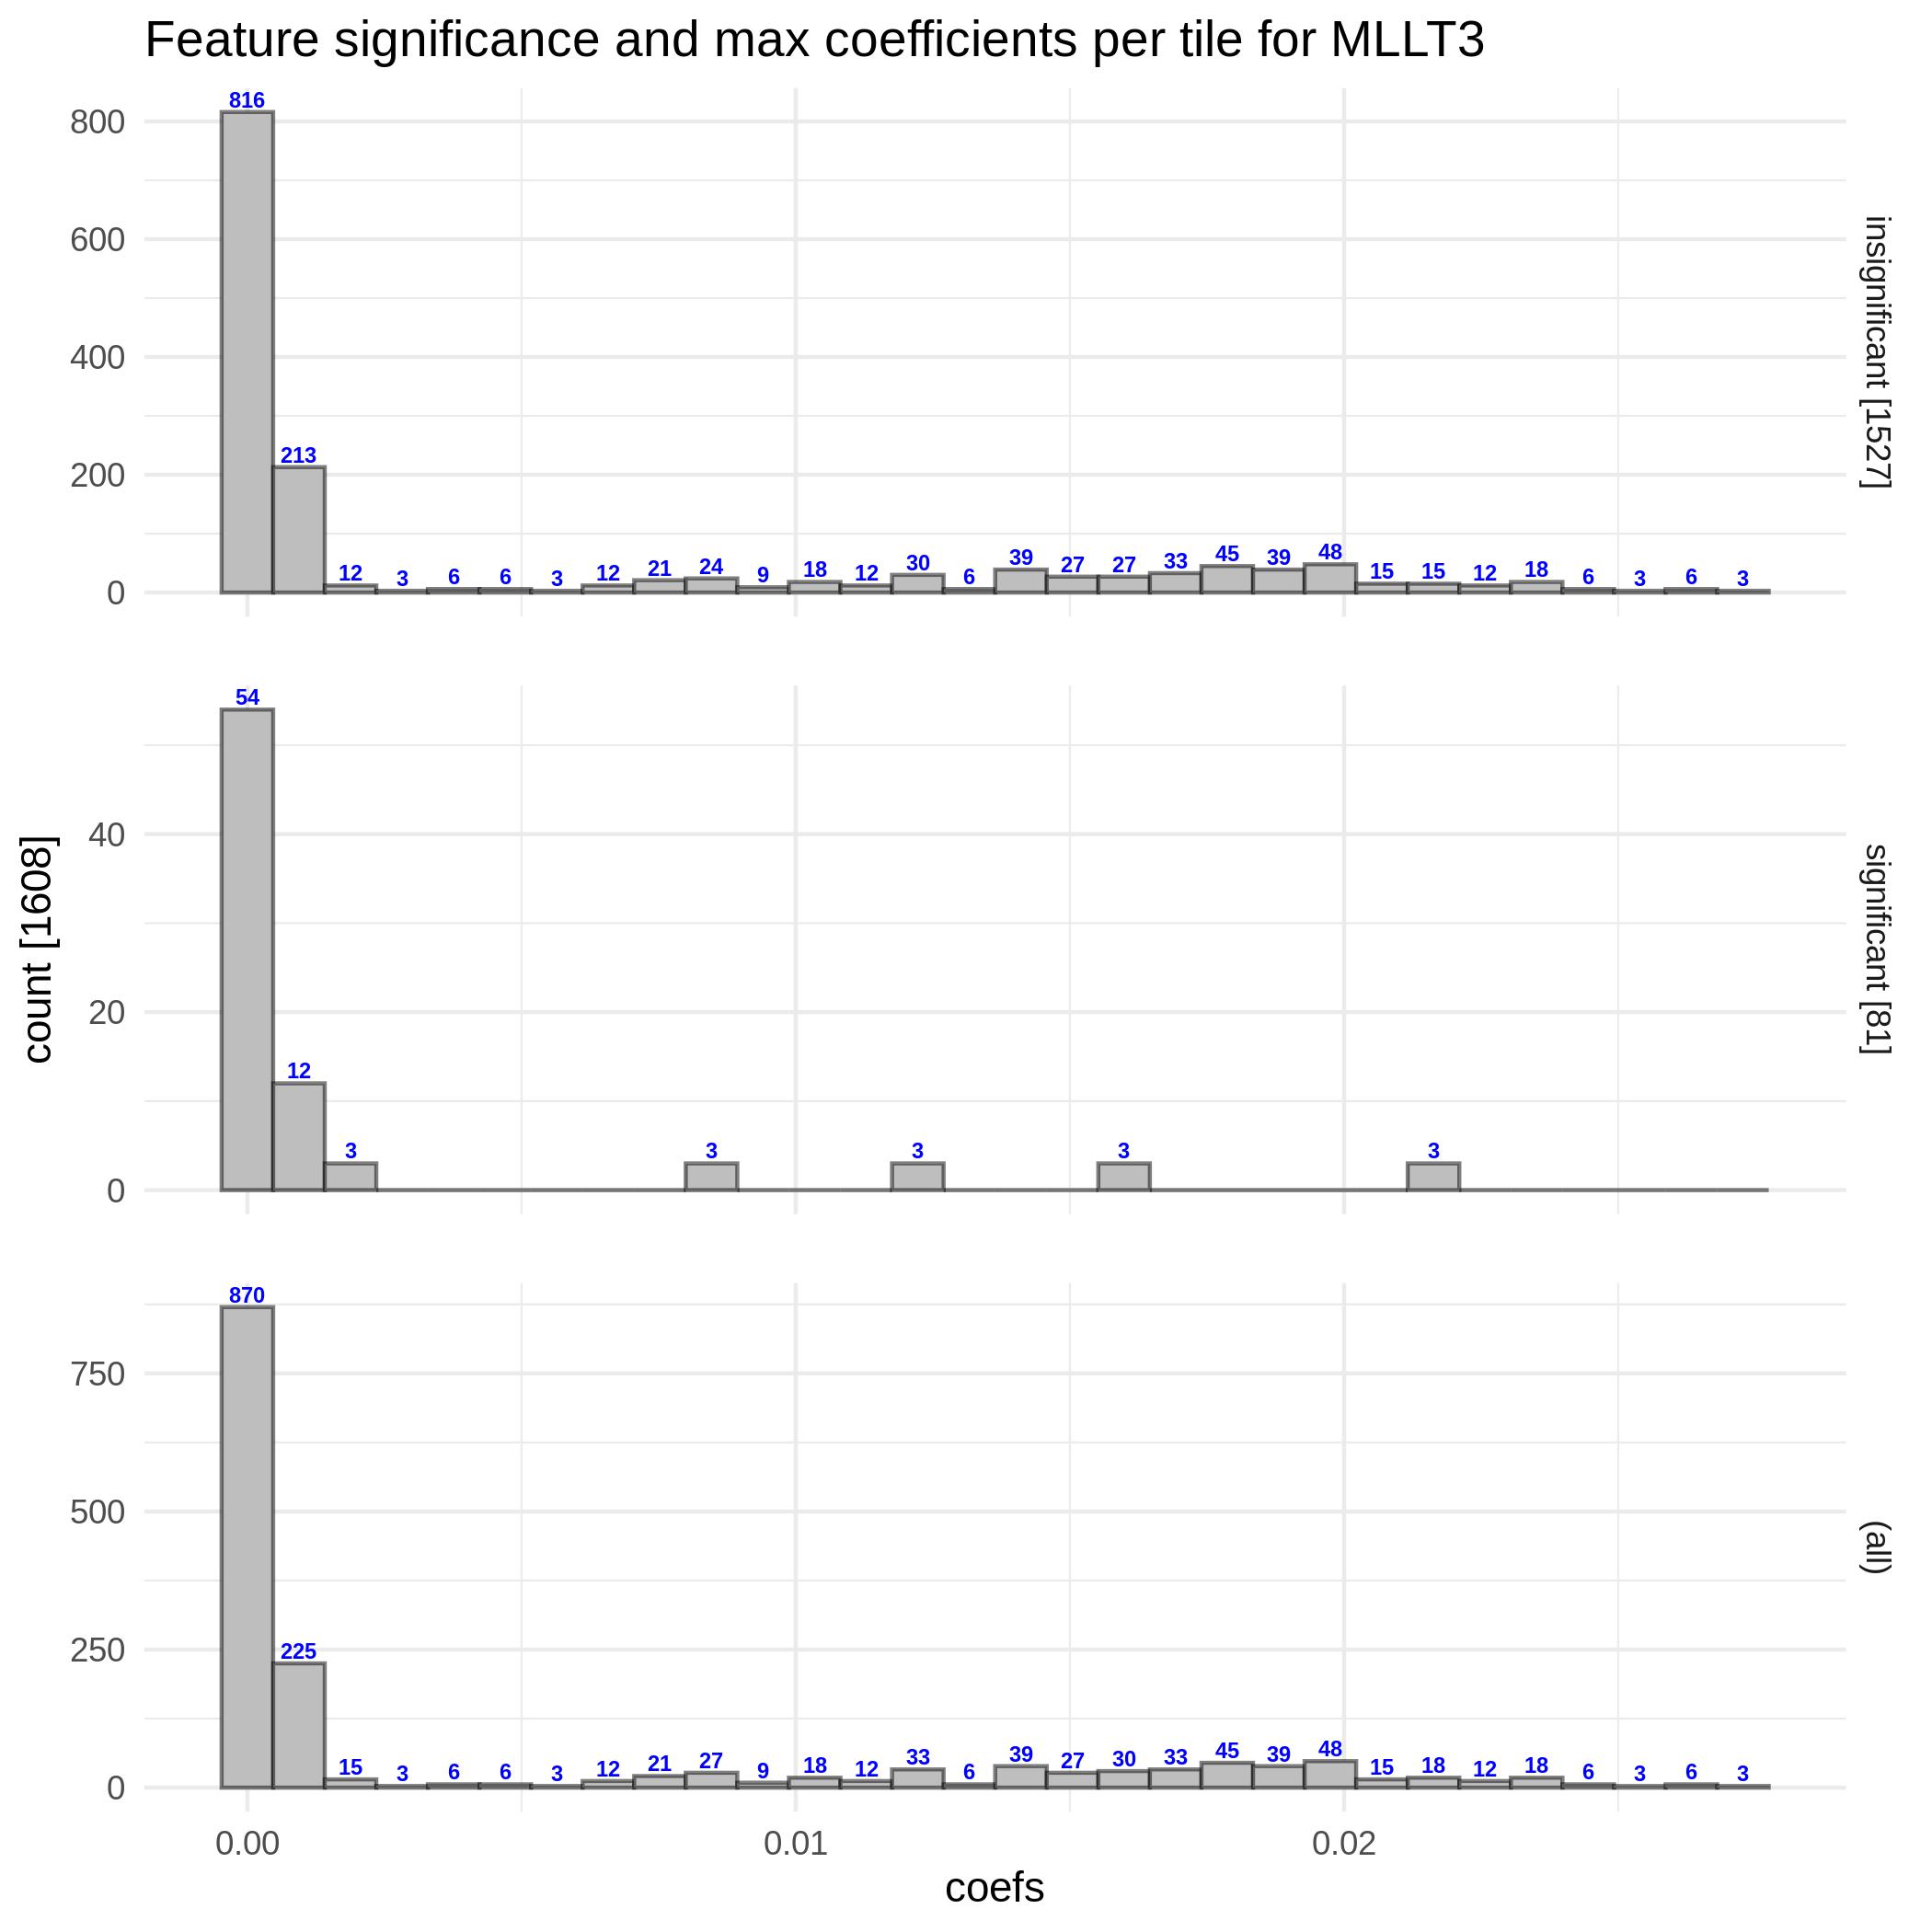 Feature significance and max coefficients per tile for MLLT3
816
800
600
400
200
0
213
12 3 6 6 3 12 21 24 9 18 12 30 6 39 27 27 33 45 39 48 15 15 12 18 6 3 6 3
insignificant [1527]
54
40
20
0
12
3 3 3 3 3
significant [81]
count [1608]
870
750
500
250
0
225
15 3 6 6 3 12 21 27 9 18 12 33 6 39 27 30 33 45 39 48 15 18 12 18 6 3 6 3
(all)
0.00 0.01 0.02
coefs